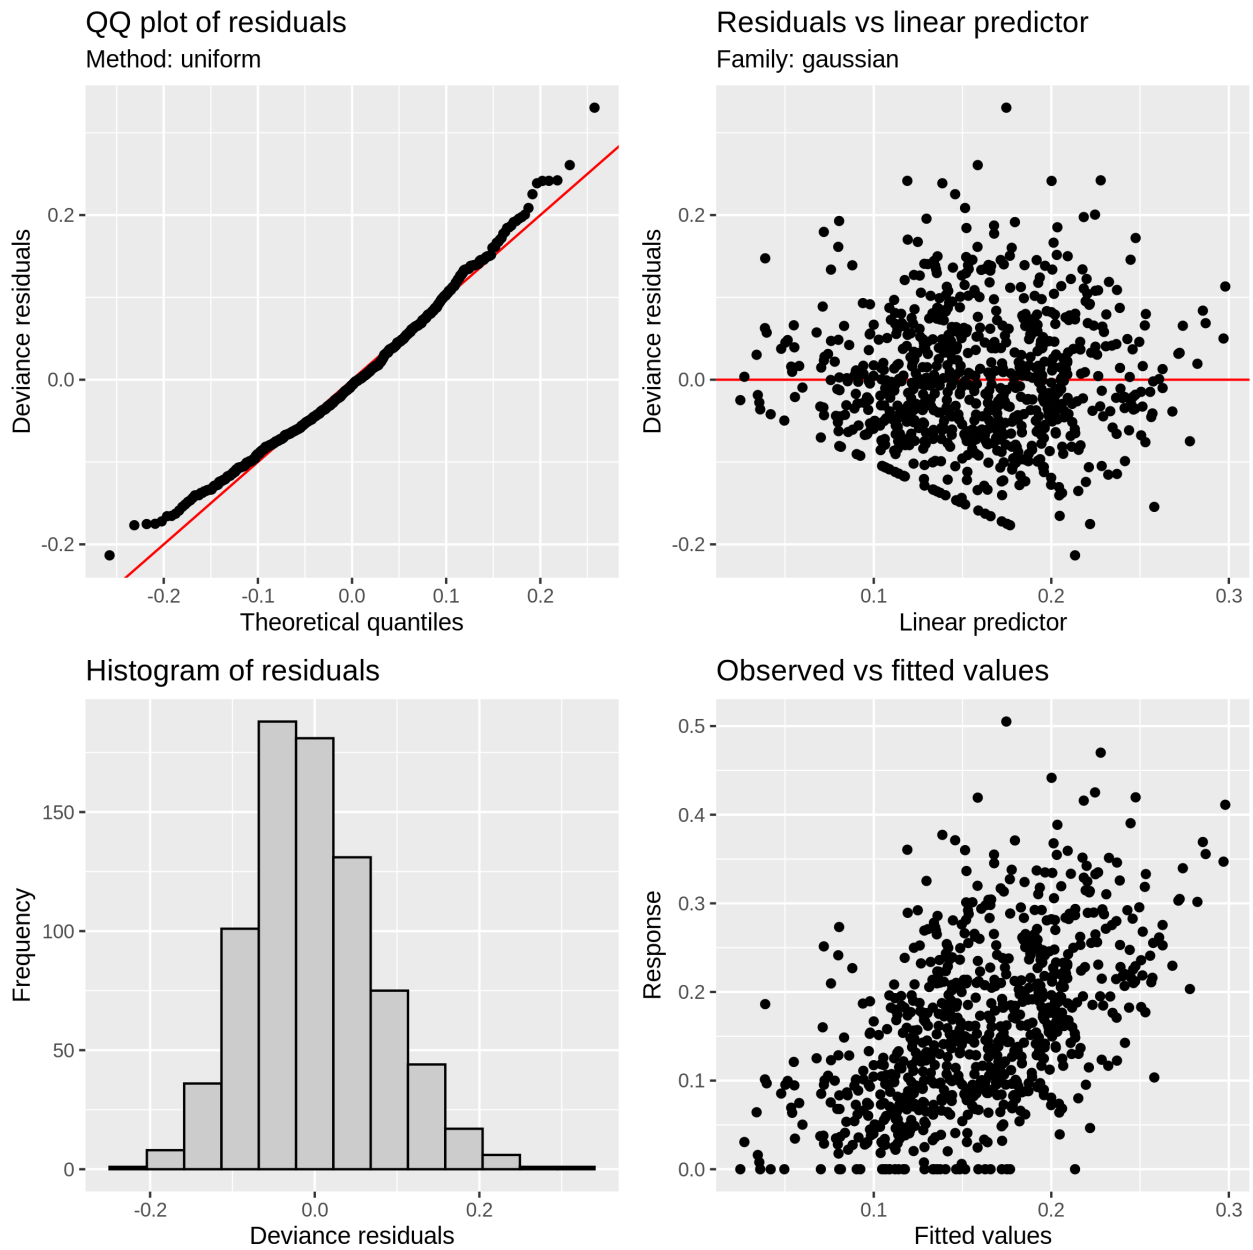 QQ plot of residuals
Method: uniform
Deviance residuals
0.2
0.0
-0.2
-0.2
-0.1
0.0
0.1
0.2
Theoretical quantiles
Residuals vs linear predictor
Family: gaussian
Deviance residuals
0.2
0.0
-0.2
0.1
0.2
0.3
Linear predictor
Histogram of residuals
Frequency
150
100
50
0
-0.2
0.0
0.2
Deviance residuals
Observed vs fitted values
Response
0.5
0.4
0.3
0.2
0.1
0.0
0.1
0.2
0.3
Fitted values